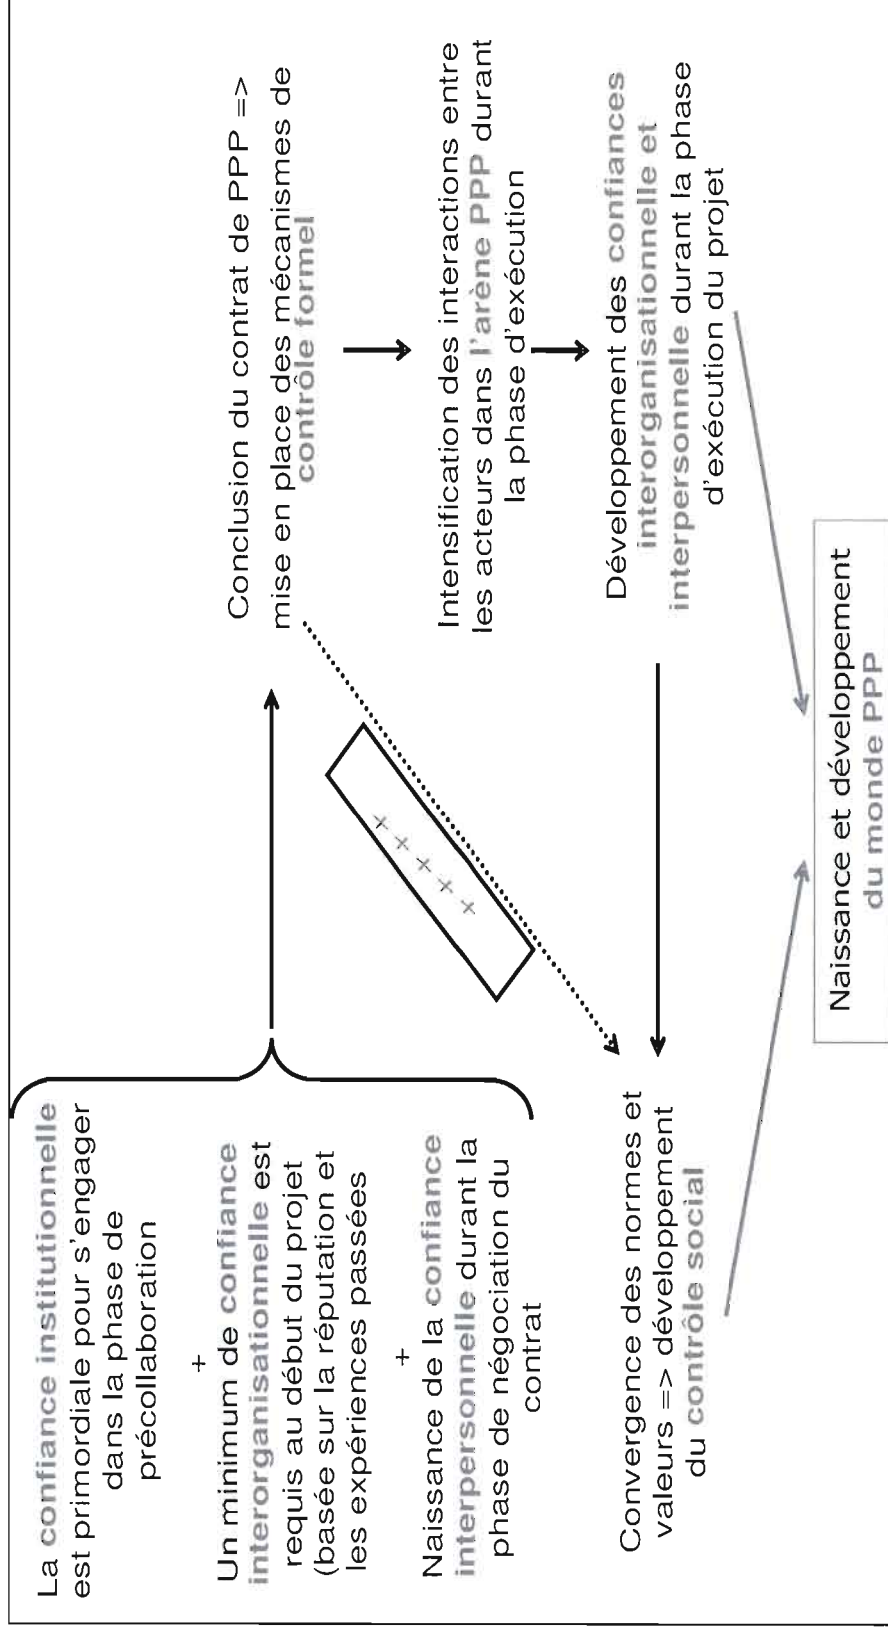 La confiance institutionnelle
est primordiale pour s'engager
dans la phase de
précollaboration
+
Un minimum de confiance
interorganisationnelle est
requis au début du projet
(basée sur la réputation et
les expériences passées
+
Naissance de la confiance
interpersonnelle durant la
phase de négociation du
contrat
Conclusion du contrat de PPP =>
mise en place des mécanismes de
contrôle formel
Intensification des interactions entre
les acteurs dans l'arène PPP durant
la phase d'exécution
Développement des confiances
interorganisationnelle et
interpersonnelle durant la phase
d'exécution du projet
+ + + + +
Convergence des normes et
valeurs => développement
du contrôle social
Naissance et développement
du monde PPP